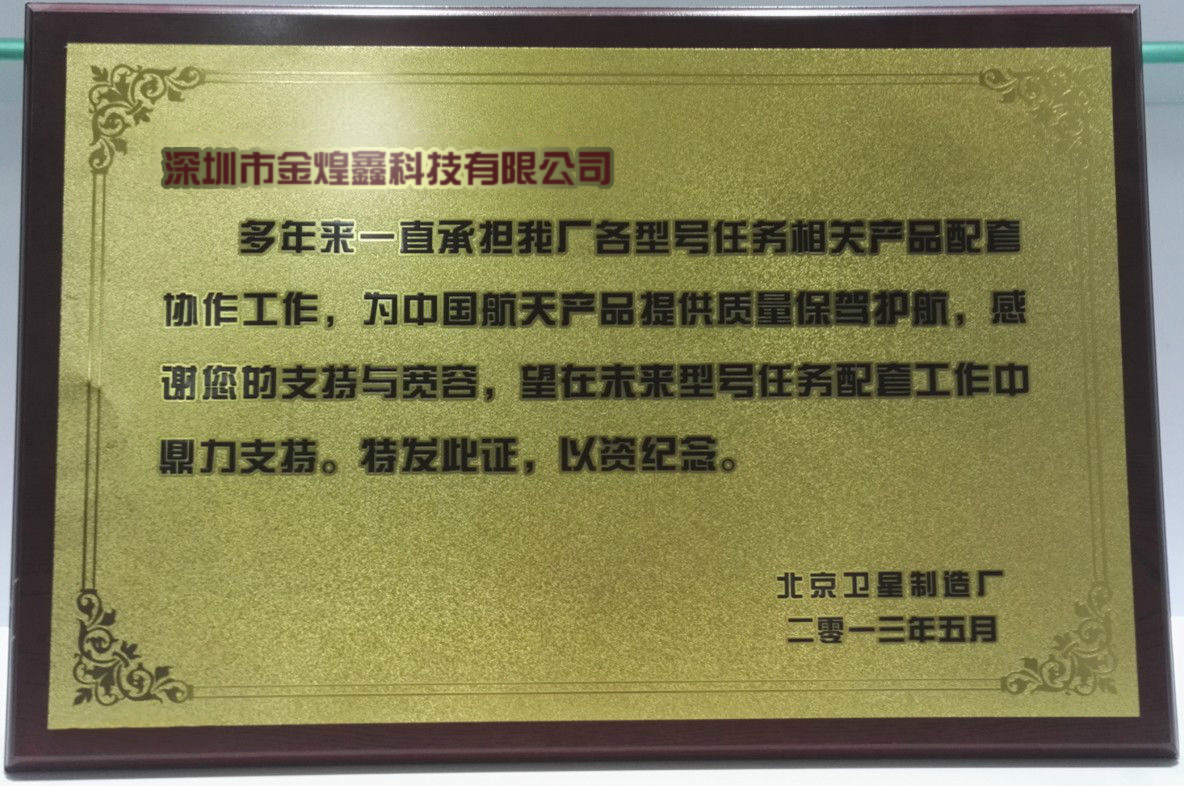 深圳市金煌鑫科技有限公司
多年来一直承担我厂各型号任务相关产品配套
协作工作，为中国航天产品提供质量保驾护航，感
谢您的支持与宽容，望在未来型号任务配套工作中
鼎力支持。特发此证，以资纪念。
北京卫星制造厂
二零一三年五月